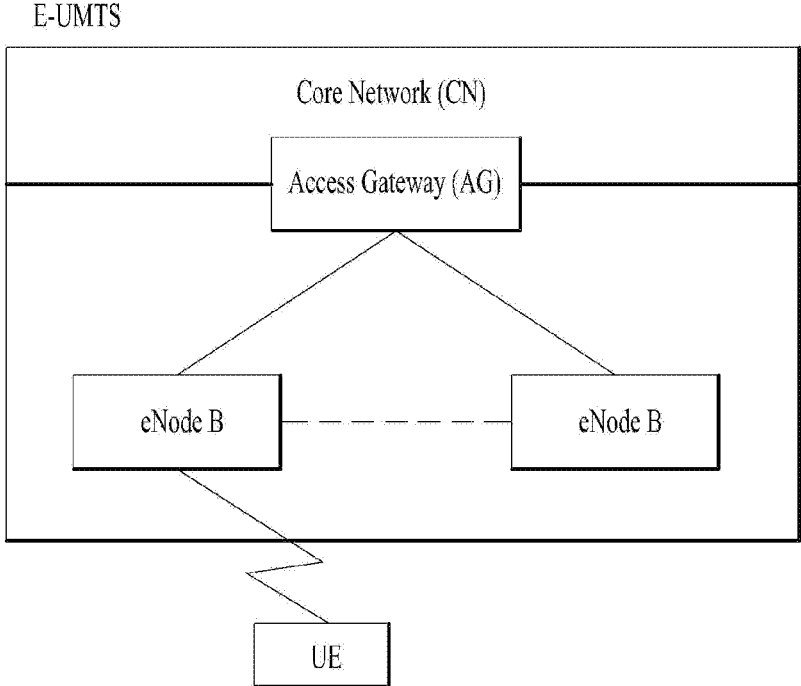 E-UMTS
Core Network (CN)
Access Gateway (AG)
eNode B
eNode B
UE